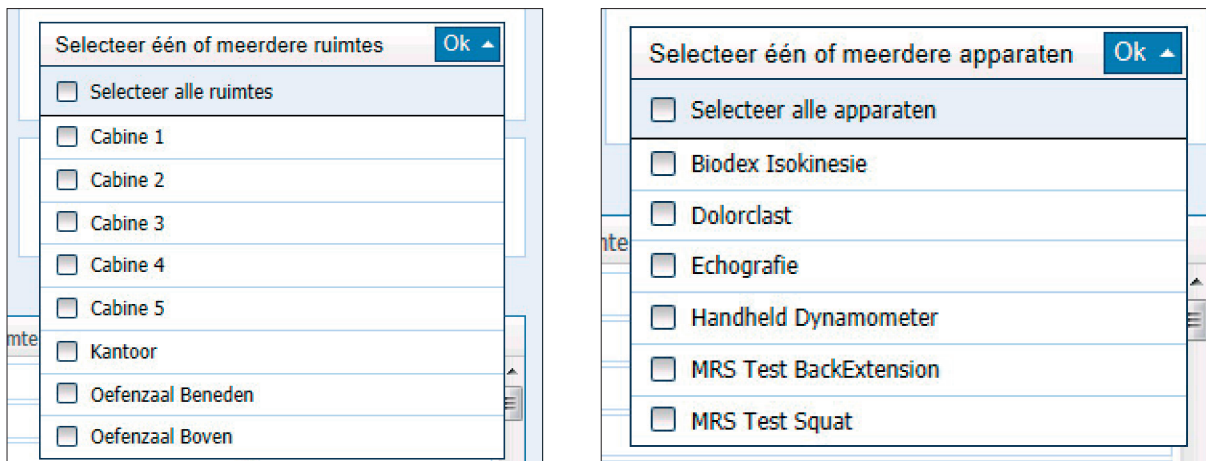 Selecteer één of meerdere ruimtes Ok
Selecteer alle ruimtes
Cabine 1
Cabine 2
Cabine 3
Cabine 4
Cabine 5
Kantoor
Oefenzaal Beneden
Oefenzaal Boven
mte
Selecteer één of meerdere apparaten Ok
Selecteer alle apparaten
Biodex Isokinesie
Dolorclast
Echografie
Handheld Dynamometer
MRS Test BackExtension
MRS Test Squat
nte